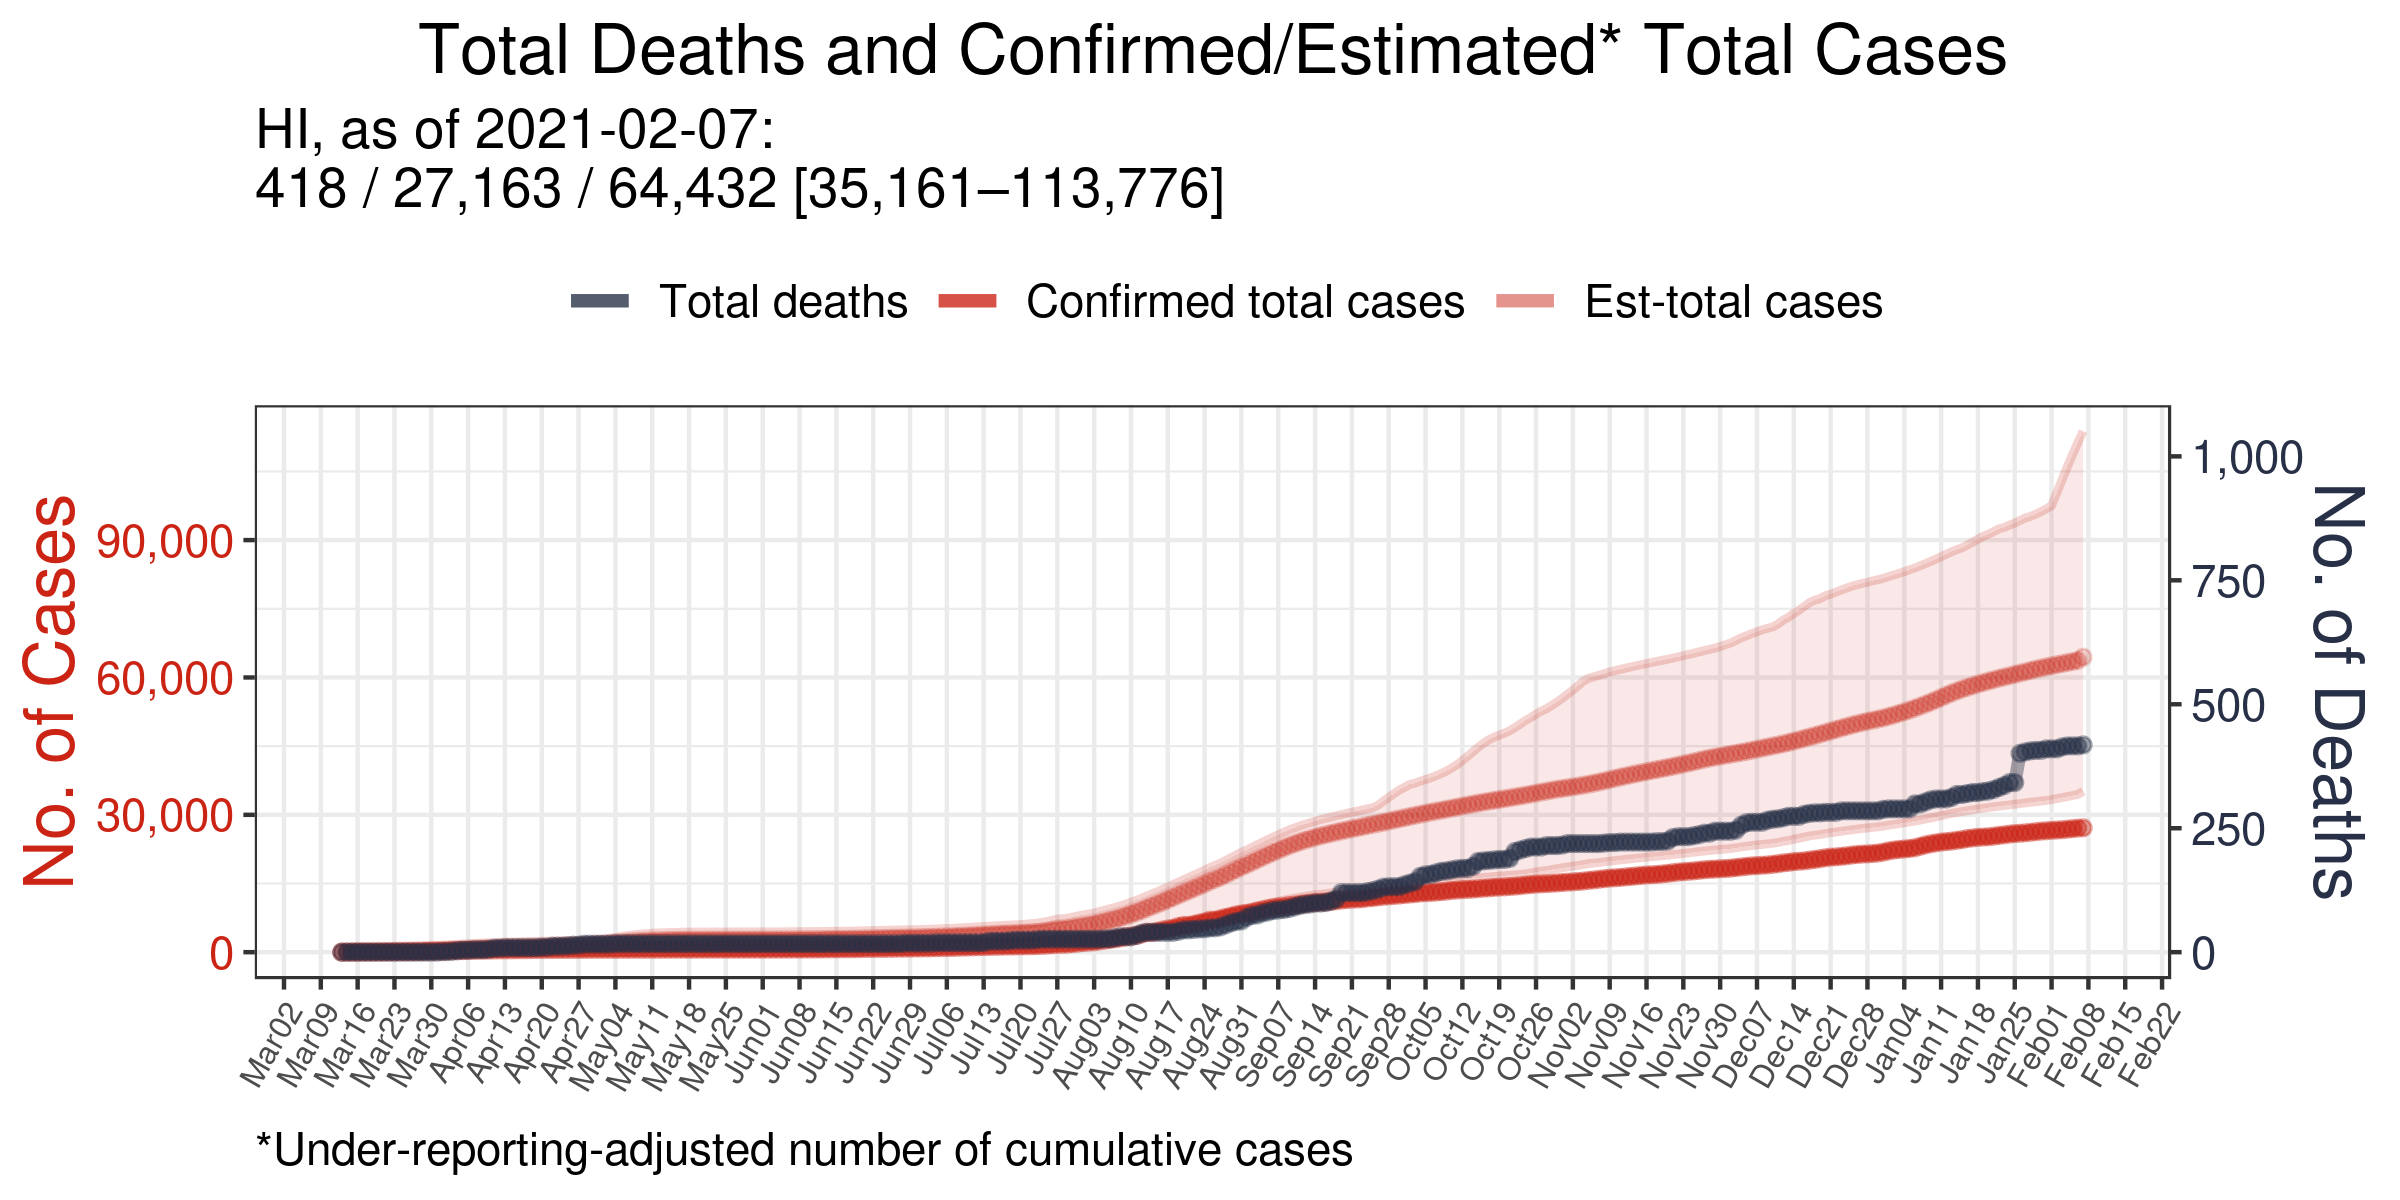 Total Deaths and Confirmed/Estimated* Total Cases
HI, as of 2021-02-07:
418 / 27,163 / 64,432 [35,161–113,776]
Total deaths
Confirmed total cases
Est-total cases
No. of Cases
90,000
60,000
30,000
0
1,000
750
500
250
0
No. of Deaths
Mar02
Mar09
Mar16
Mar23
Mar30
Apr06
Apr13
Apr20
Apr27
May04
May11
May18
May25
Jun01
Jun08
Jun15
Jun22
Jun29
Jul06
Jul13
Jul20
Jul27
Aug03
Aug10
Aug17
Aug24
Aug31
Sep07
Sep14
Sep21
Sep28
Oct05
Oct12
Oct19
Oct26
Nov02
Nov09
Nov16
Nov23
Nov30
Dec07
Dec14
Dec21
Dec28
Jan04
Jan11
Jan18
Jan25
Feb01
Feb08
Feb15
Feb22
*Under-reporting-adjusted number of cumulative cases